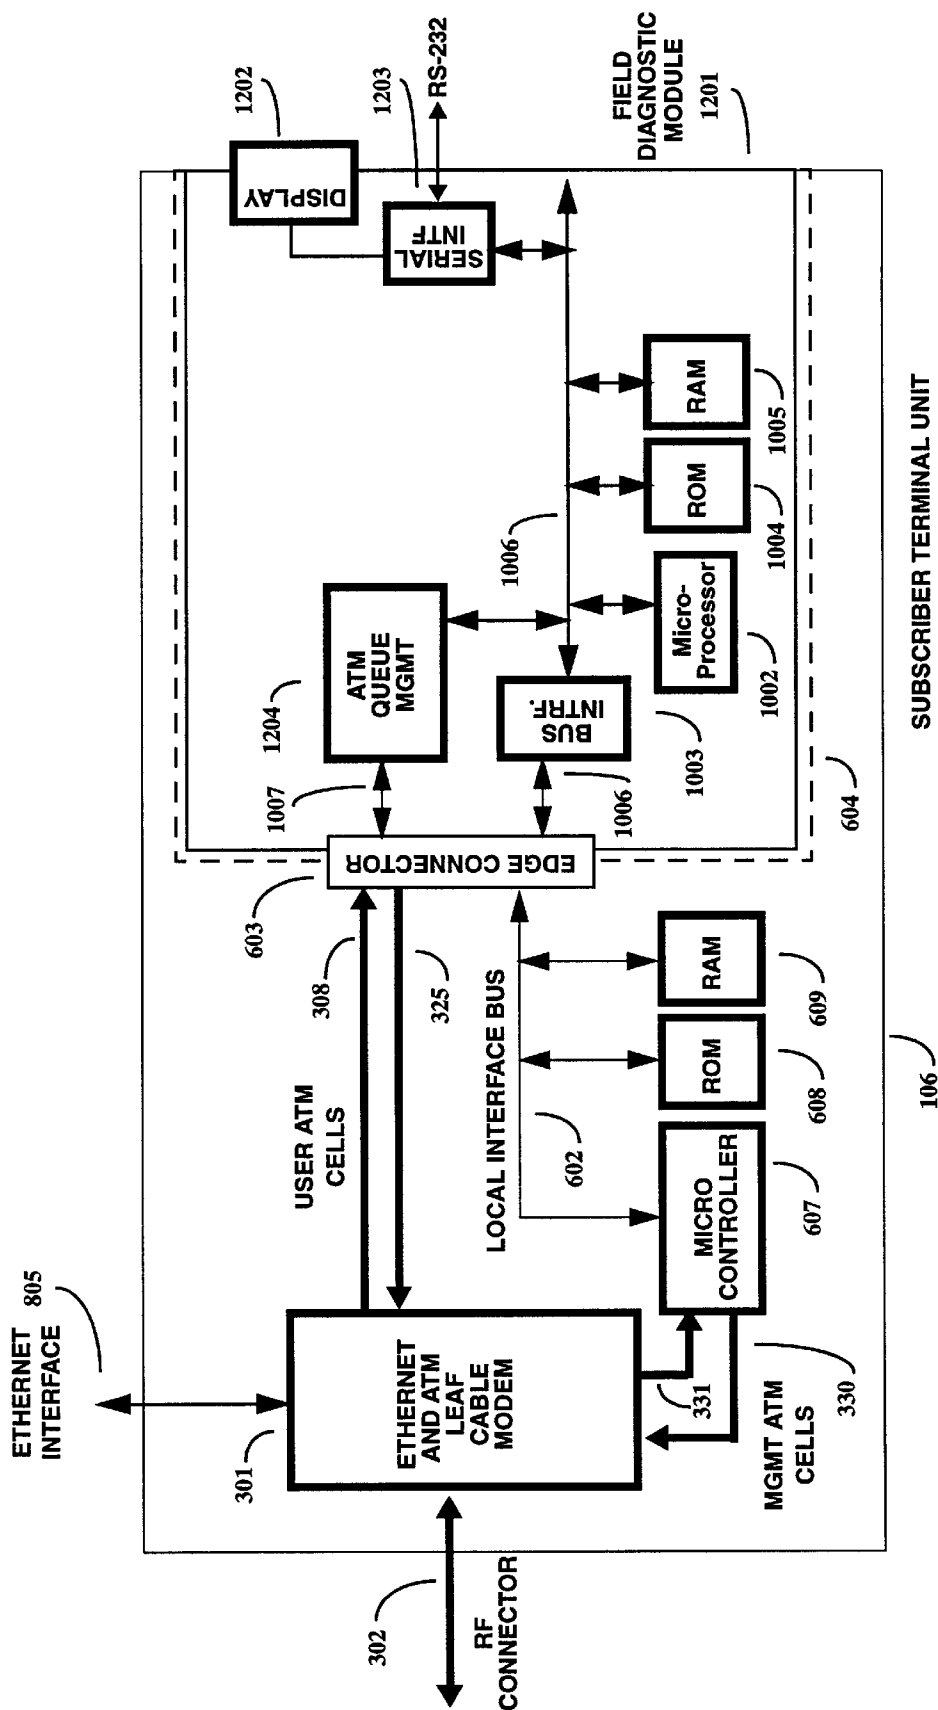 ETHERNET
INTERFACE
805
301
302
RF
CONNECTOR
ETHERNET
AND ATM
LEAF
CABLE
MODEM
USER ATM
CELLS
308
325
603
EDGE CONNECTOR
LOCAL INTERFACE BUS
602
331
330
MGMT ATM
CELLS
MICRO
CONTROLLER
607
ROM
608
RAM
609
106
1007
1204
ATM
QUEUE
MGMT
1006
BUS
INTRF.
1003
1006
Micro-
Processor
1002
ROM
1004
RAM
1005
604
DISPLAY
1202
SERIAL
INTF
1203
RS-232
FIELD
DIAGNOSTIC
MODULE
1201
SUBSCRIBER TERMINAL UNIT